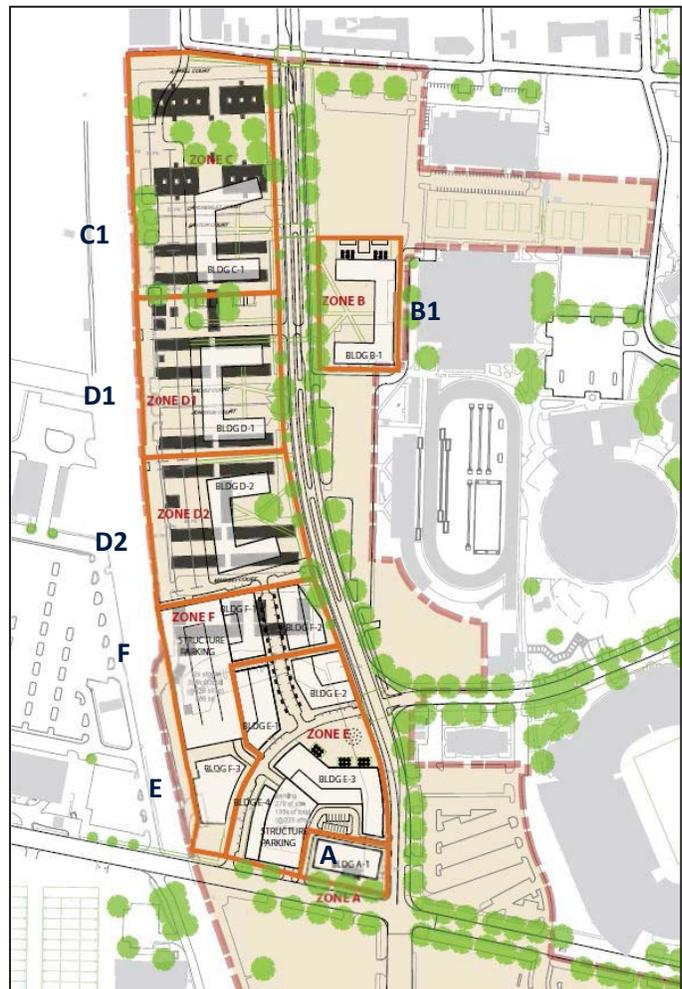 ASWELL COURT
ZONE C
C1
BLDG C-1
ZONE B
B1
BLDG B-1
D1
ZONE D1
BLDG D-1
BLDG D-2
ZONE D2
D2
ZONE F
BLDG F-1
BLDG F-2
STRUCTURE
PARKING
F
BLDG E-2
BLDG E-1
ZONE E
BLDG F-3
BLDG E-3
E
BLDG E-4
STRUCTURE
PARKING
A
BLDG A-1
ZONE A